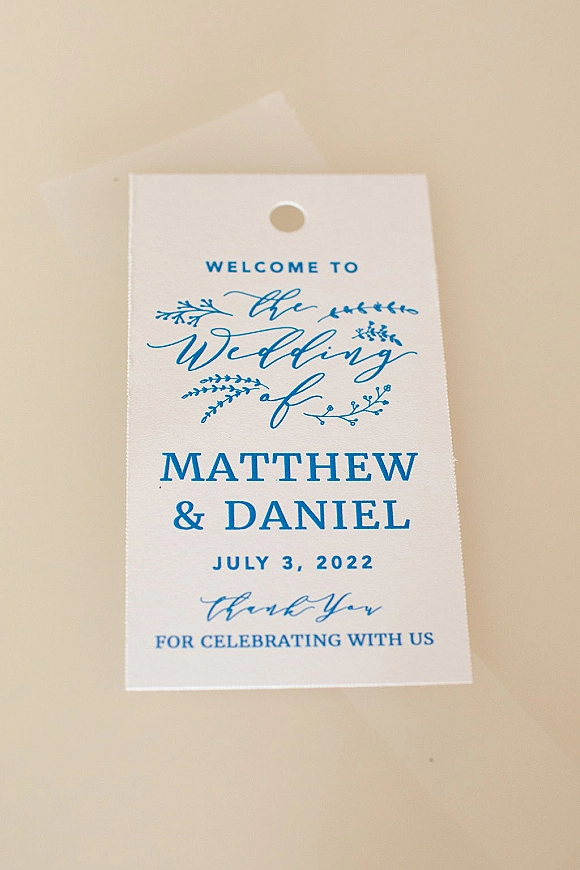 WELCOME TO
the
Wedding
of
MATTHEW
& DANIEL
JULY 3, 2022
Thank You
FOR CELEBRATING WITH US